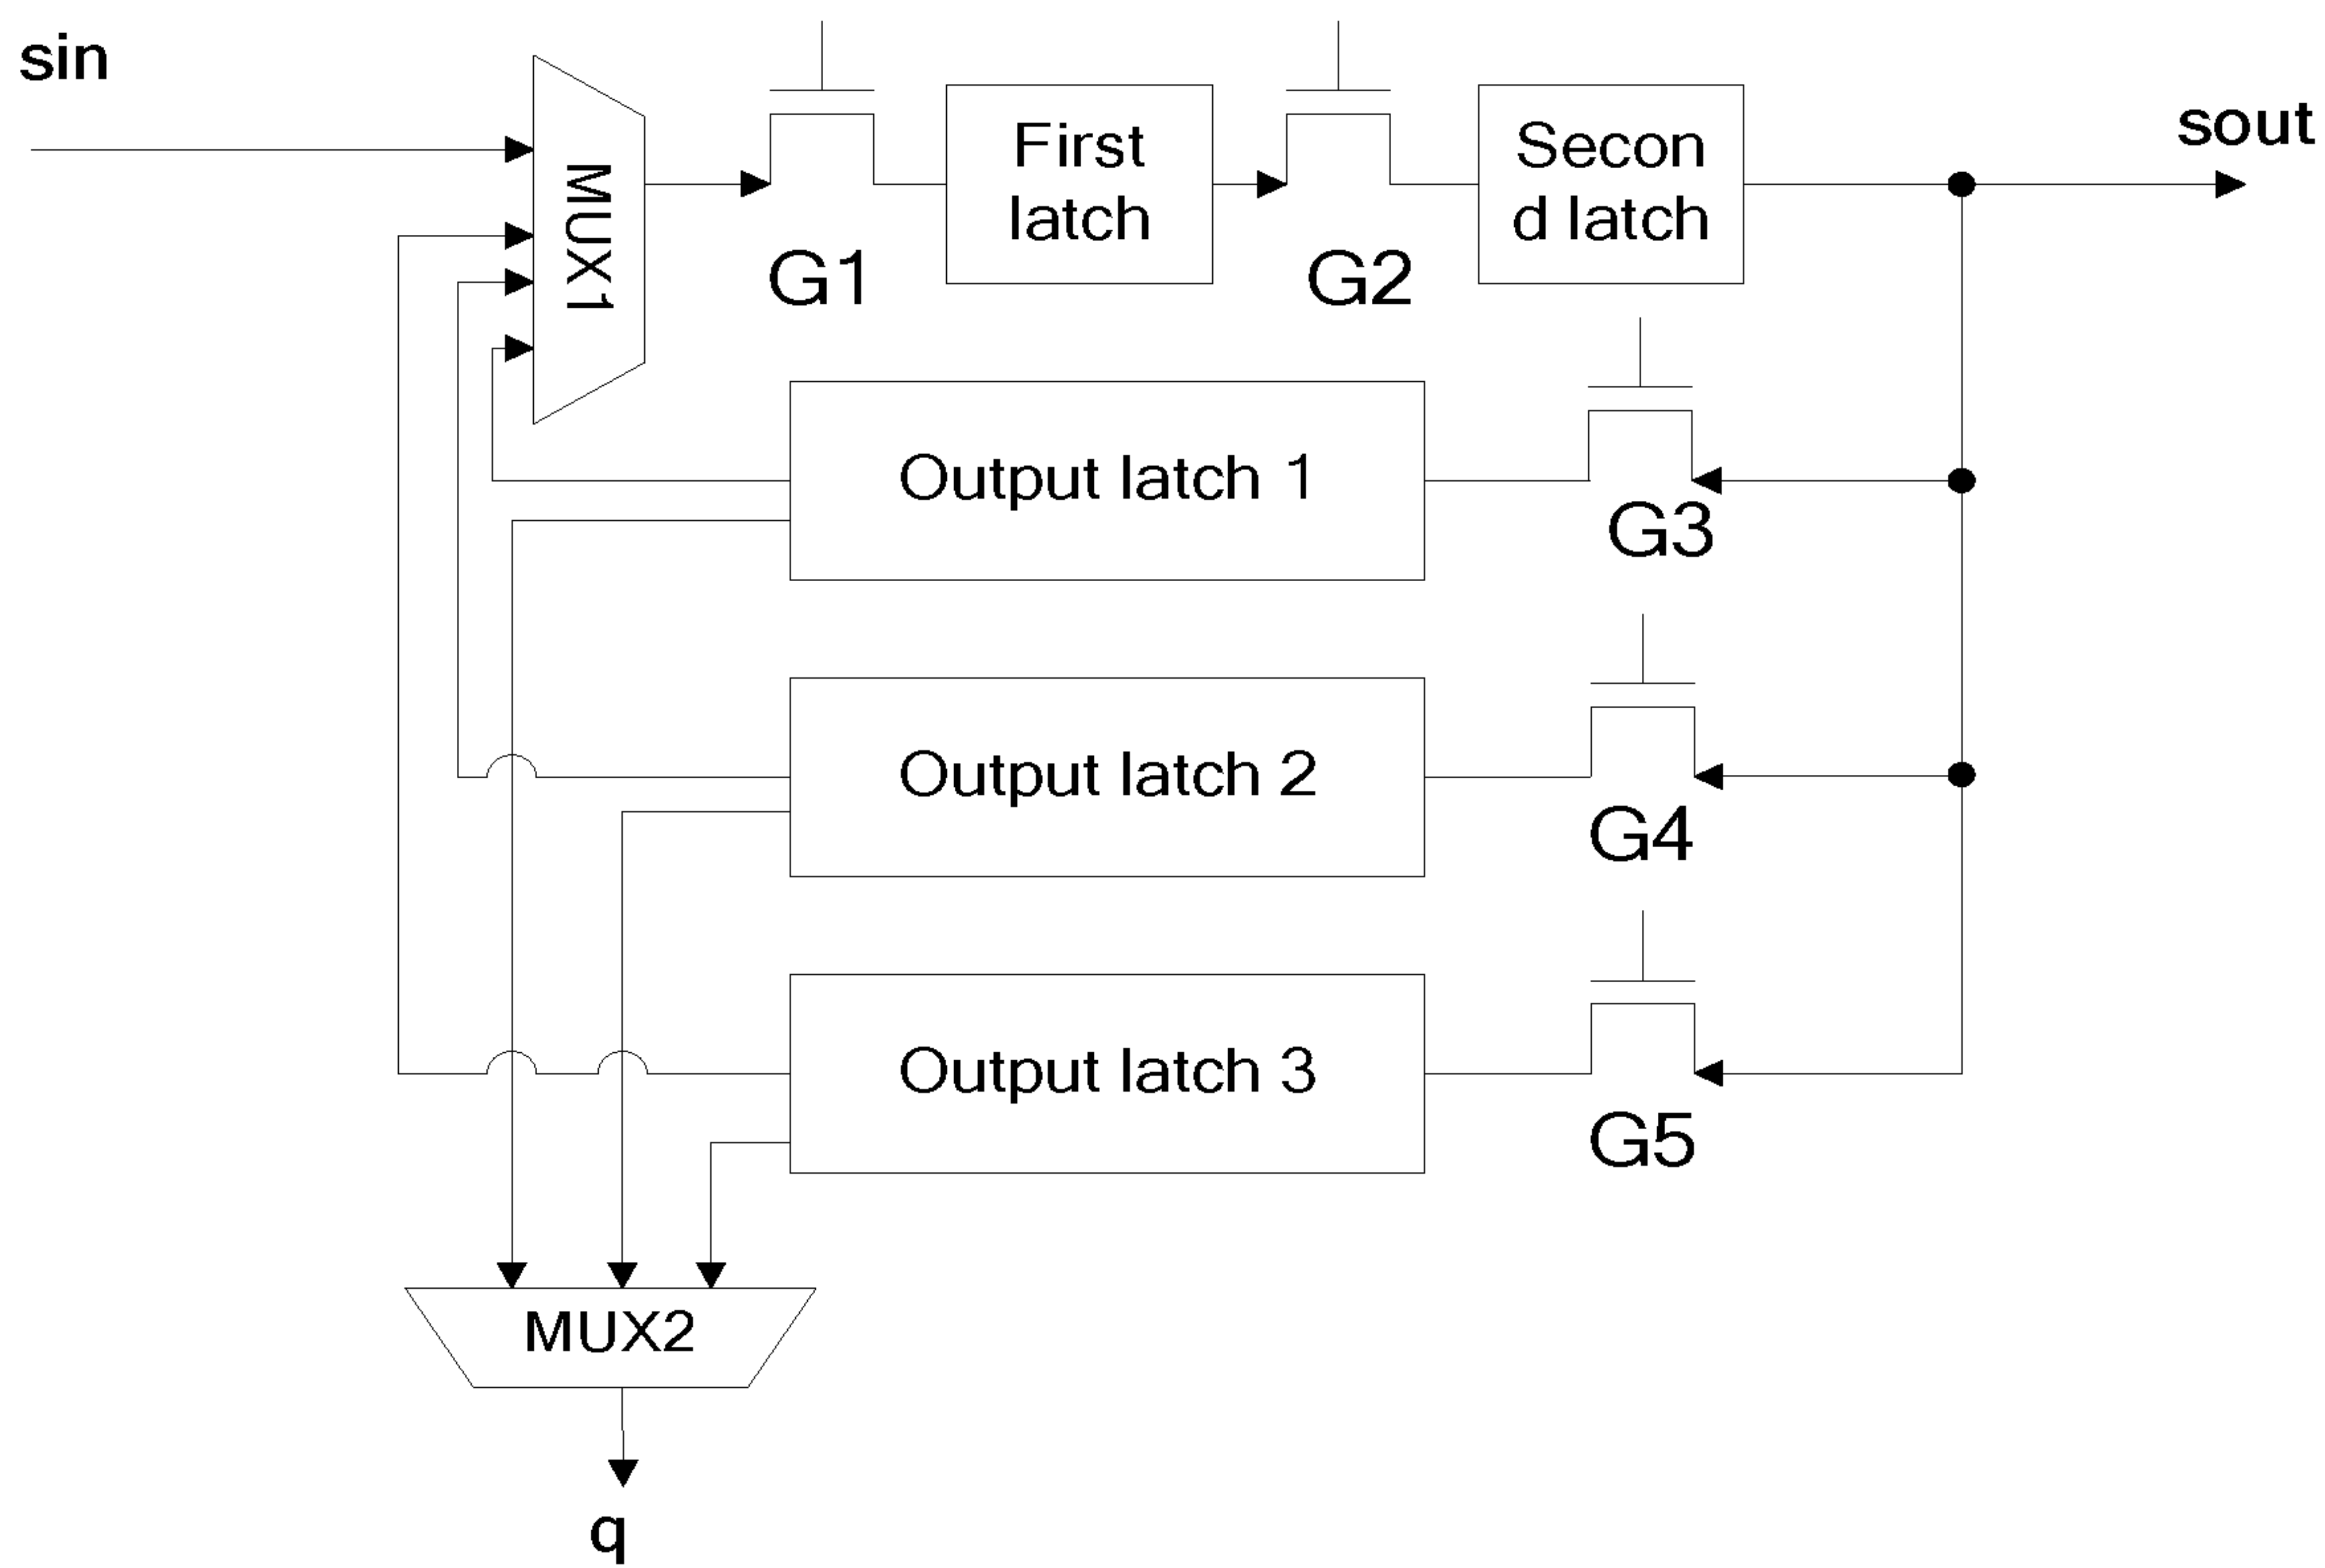 sin
sout
MUX1
First
latch
Secon
d latch
G1
G2
Output latch 1
G3
Output latch 2
G4
Output latch 3
G5
MUX2
q